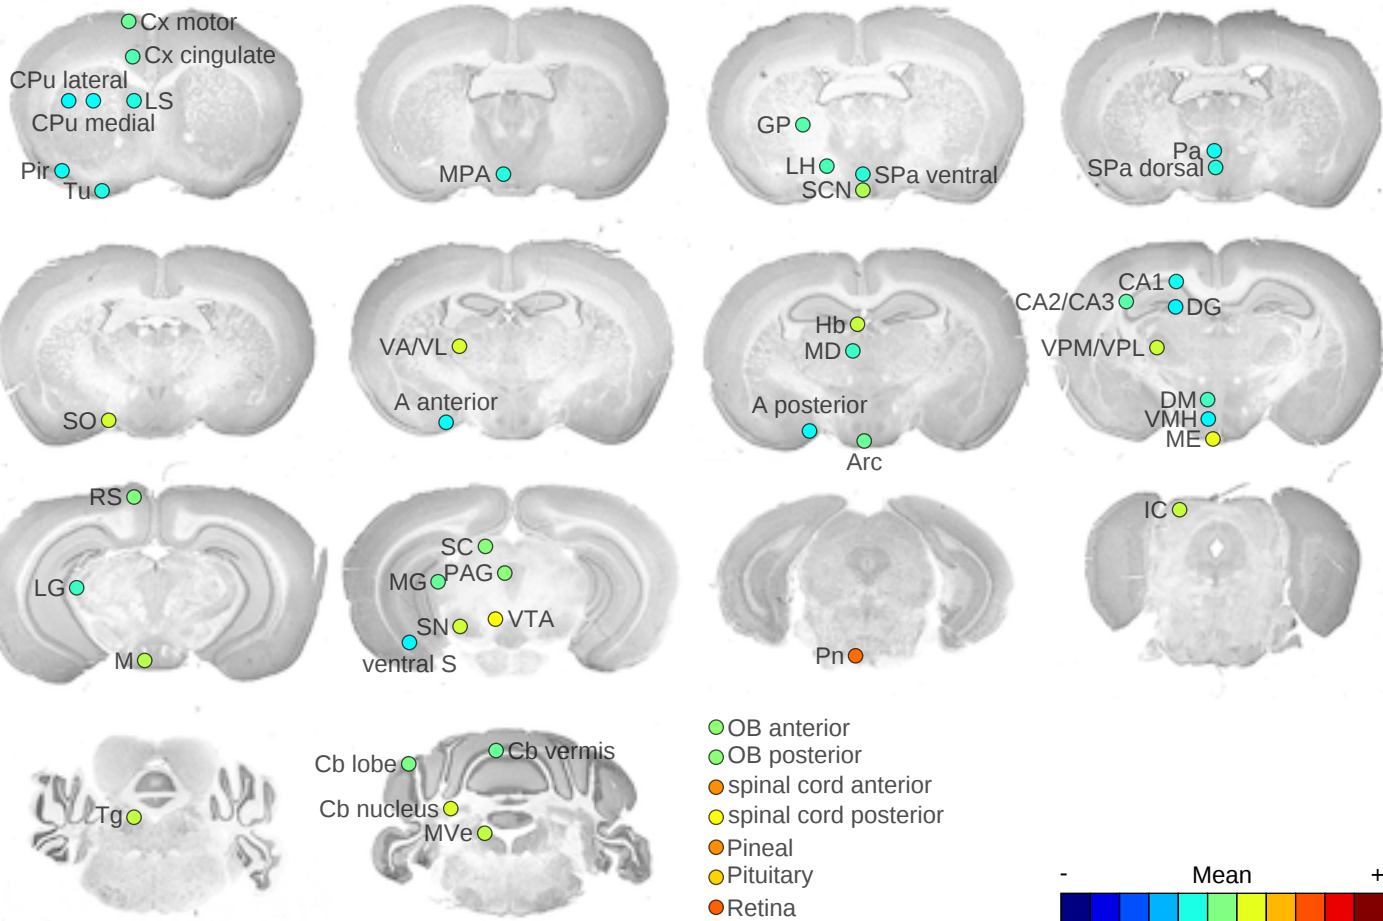 Cx motor
Cx cingulate
CPu lateral
LS
CPu medial
Pir
Tu
MPA
GP
LH
SPa ventral
SCN
Pa
SPa dorsal
SO
VA/VL
A anterior
Hb
MD
A posterior
Arc
CA1
CA2/CA3
DG
VPM/VPL
DM
VMH
ME
RS
LG
M
SC
PAG
MG
SN
VTA
ventral S
Pn
IC
Tg
Cb lobe
Cb vermis
Cb nucleus
MVe
OB anterior
OB posterior
spinal cord anterior
spinal cord posterior
Pineal
Pituitary
Retina
- Mean +